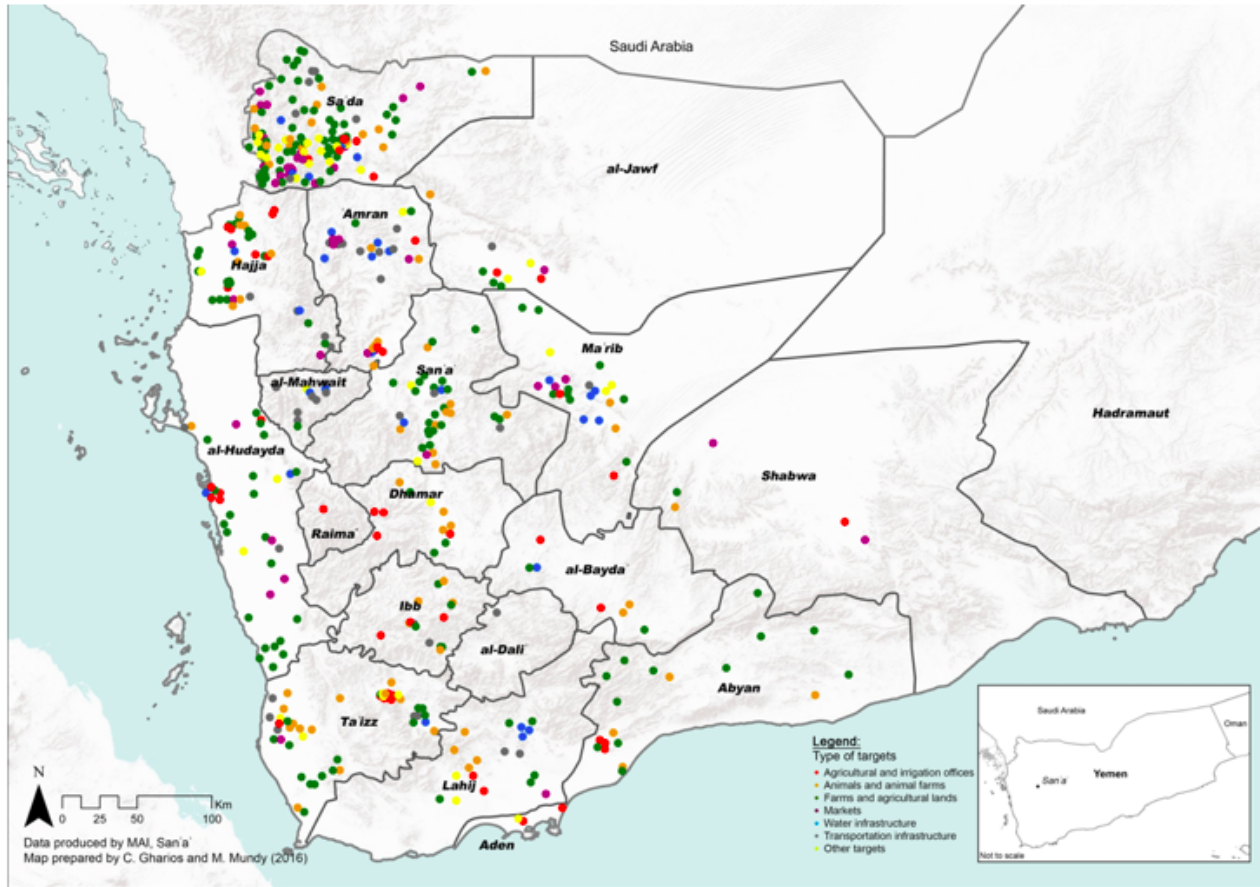 Saudi Arabia
Sa'da
al-Jawf
'Amran
Hajja
Ma'rib
San'a
al-Mahwait
Hadramaut
al-Hudayda
Shabwa
Dhamar
Raima'
al-Bayda'
Ibb
al-Dali'
Abyan
Ta'izz
Lahij
Aden
N
0 25 50 100
Km
Data produced by MAI, San'a'
Map prepared by C. Gharios and M. Mundy (2016)
Legend:
Type of targets
Agricultural and irrigation offices
Animals and animal farms
Farms and agricultural lands
Markets
Water infrastructure
Transportation infrastructure
Other targets
Saudi Arabia
Oman
Yemen
San'a'
Not to scale